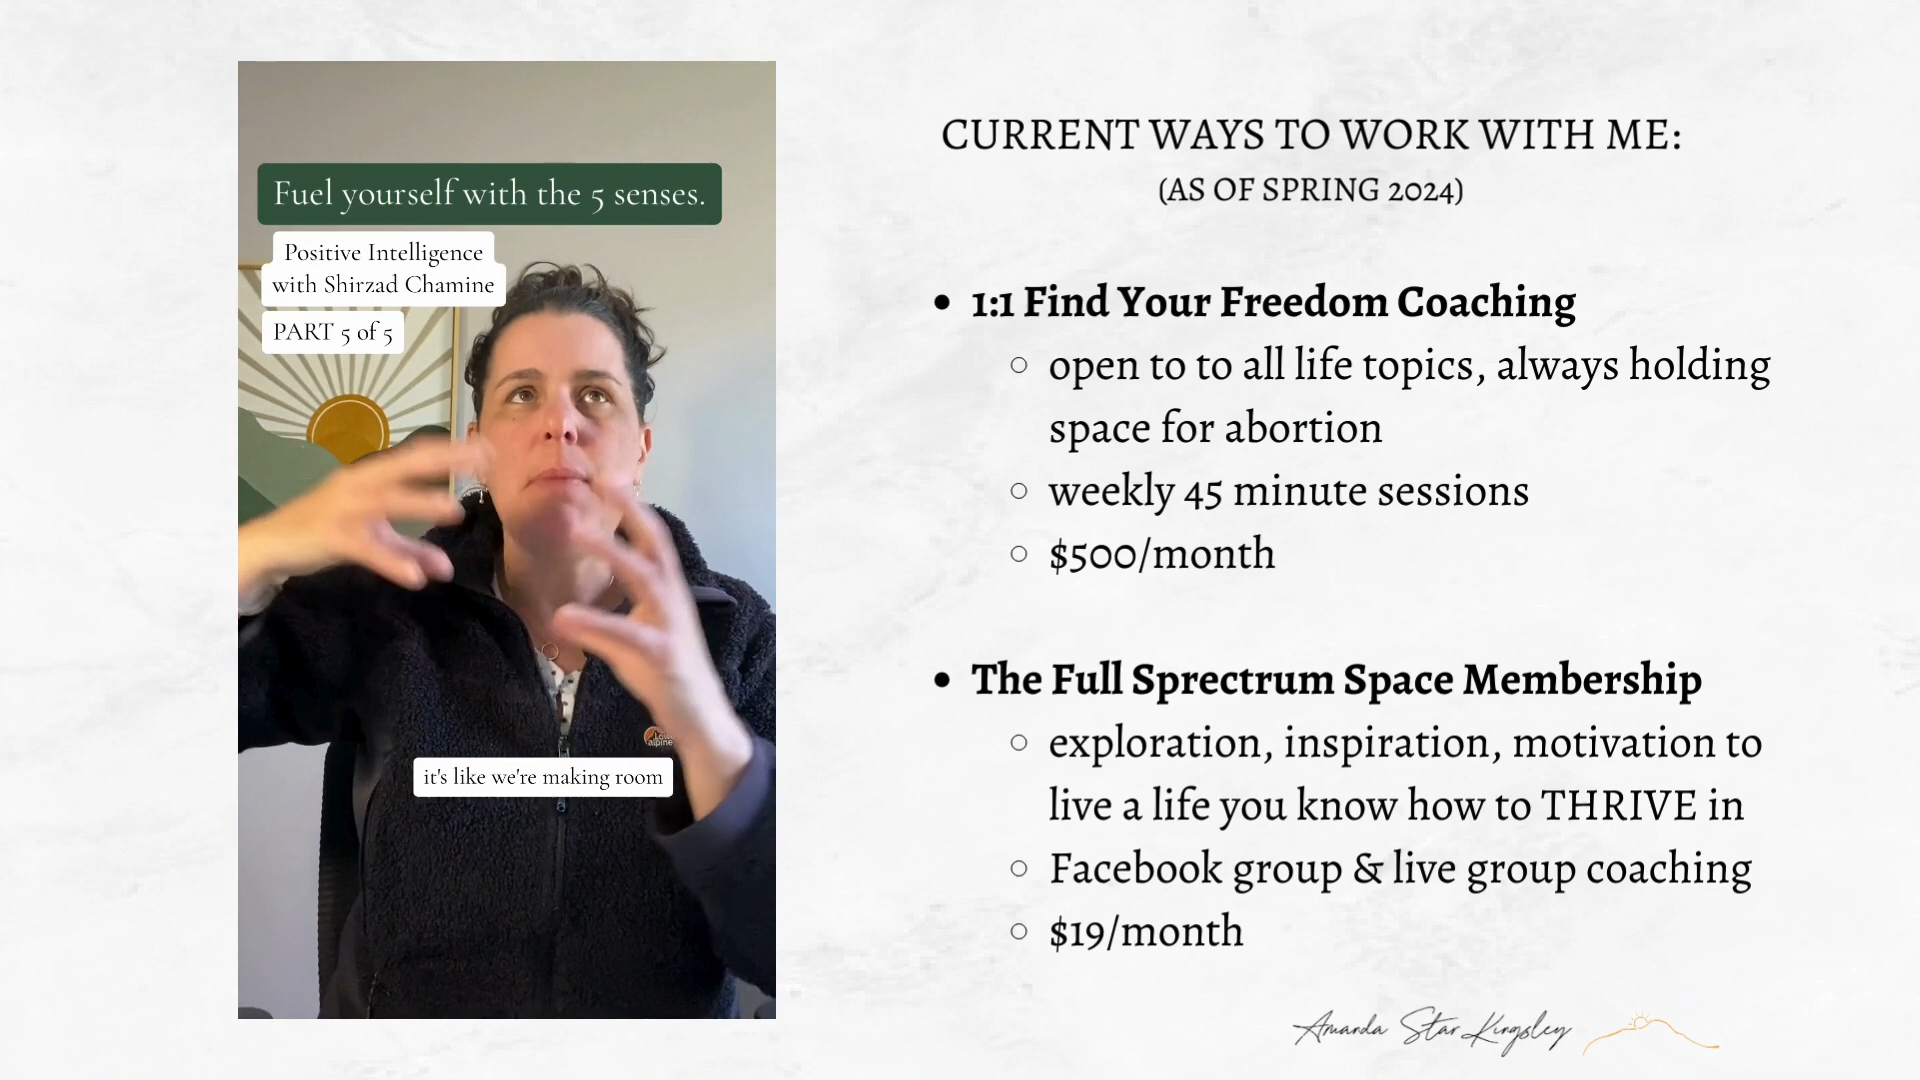 Fuel yourself with the 5 senses.
Positive Intelligence
with Shirzad Chamine
PART 5 of 5
it's like we're making room
Lowe
alpine
CURRENT WAYS TO WORK WITH ME:
(AS OF SPRING 2024)
• 1:1 Find Your Freedom Coaching
○ open to to all life topics, always holding
space for abortion
○ weekly 45 minute sessions
○ $500/month
• The Full Sprectrum Space Membership
○ exploration, inspiration, motivation to
live a life you know how to THRIVE in
○ Facebook group & live group coaching
○ $19/month
Amanda Star Kingsley